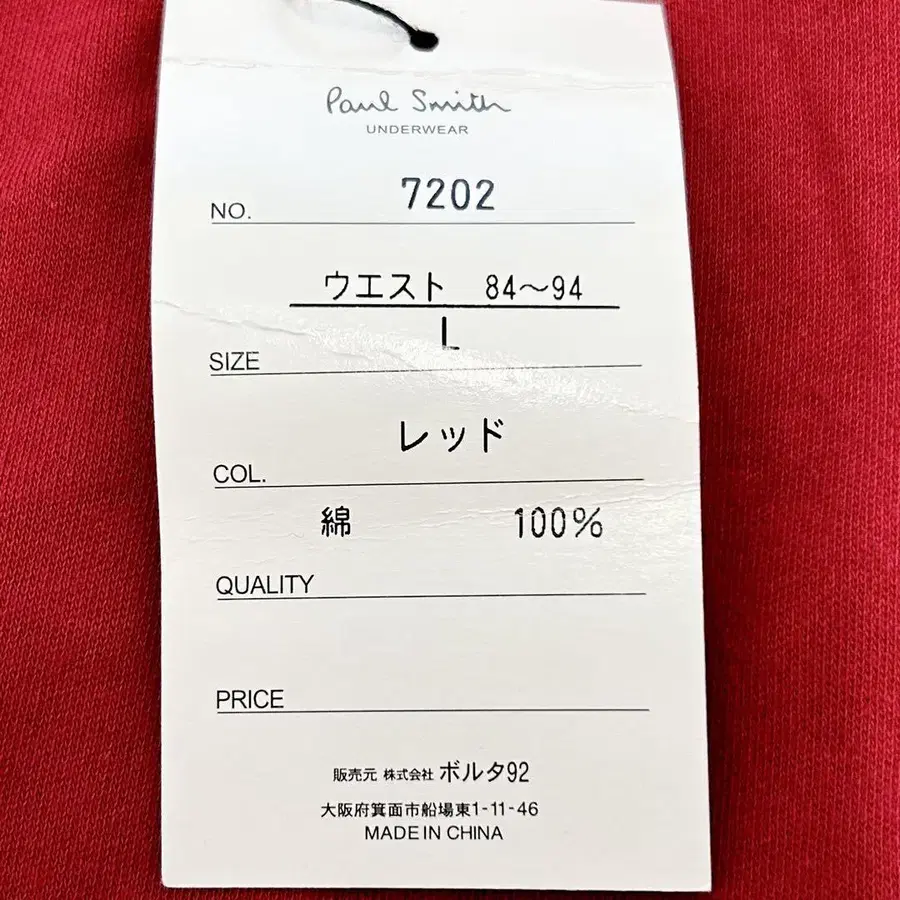 Paul Smith
UNDERWEAR
NO. 7202
ウエスト 84～94
SIZE L
COL. レッド
綿 100%
QUALITY
PRICE
販売元 株式会社 ボルタ92
大阪府箕面市船場東1-11-46
MADE IN CHINA